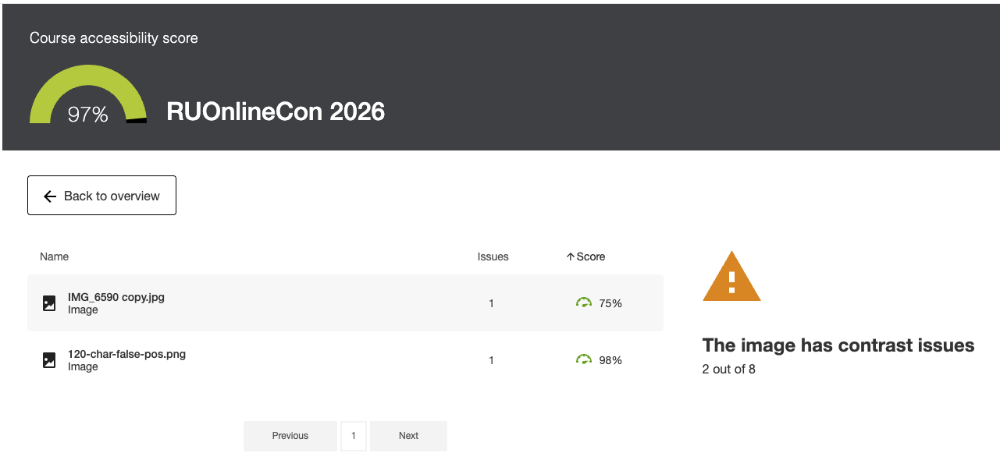 Course accessibility score
97%
RUOnlineCon 2026
Back to overview
Name Issues Score
IMG_6590 copy.jpg
Image
1
75%
120-char-false-pos.png
Image
1
98%
Previous 1 Next
The image has contrast issues
2 out of 8